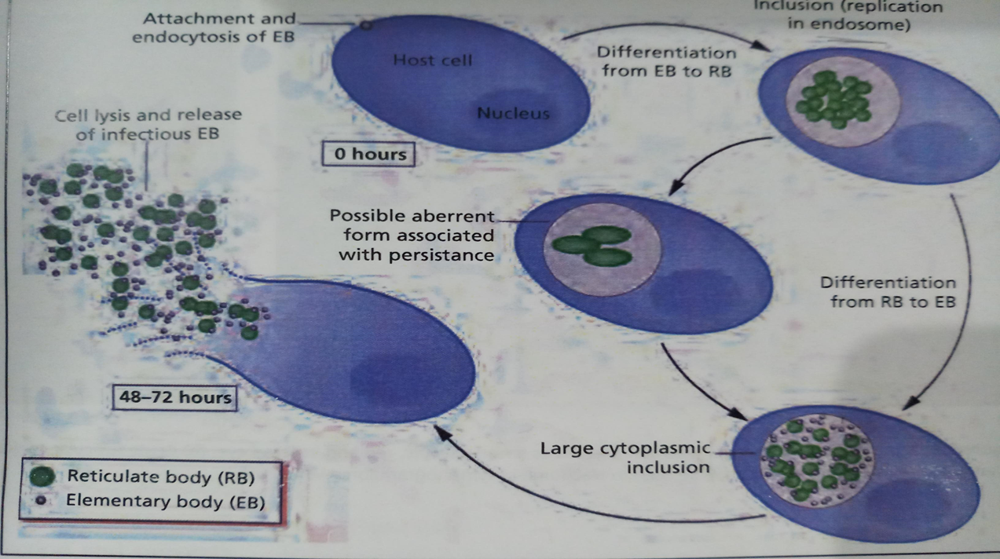 Attachment and
endocytosis of EB
Host cell
Nucleus
0 hours
Differentiation
from EB to RB
Inclusion (replication
in endosome)
Cell lysis and release
of infectious EB
Possible aberrent
form associated
with persistance
Differentiation
from RB to EB
48–72 hours
Large cytoplasmic
inclusion
Reticulate body (RB)
Elementary body (EB)